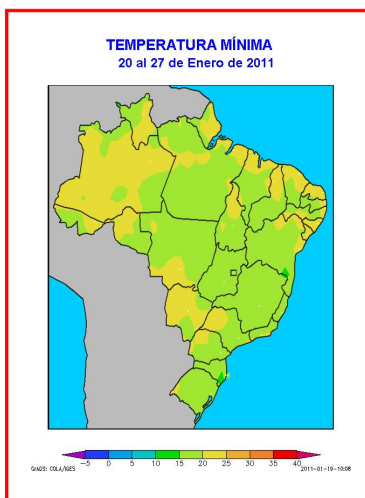 TEMPERATURA MÍNIMA
20 al 27 de Enero de 2011
-5 0 5 10 15 20 25 30 35 40
GrADS: COLA/IGES 2011-01-19-10:08